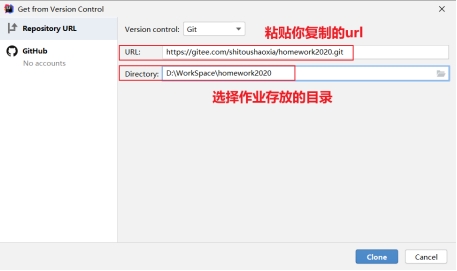 Get from Version Control
Repository URL
GitHub
No accounts
Version control: Git
粘贴你复制的url
URL: https://gitee.com/shitoushaoxia/homework2020.git
Directory: D:\WorkSpace\homework2020
选择作业存放的目录
Clone Cancel